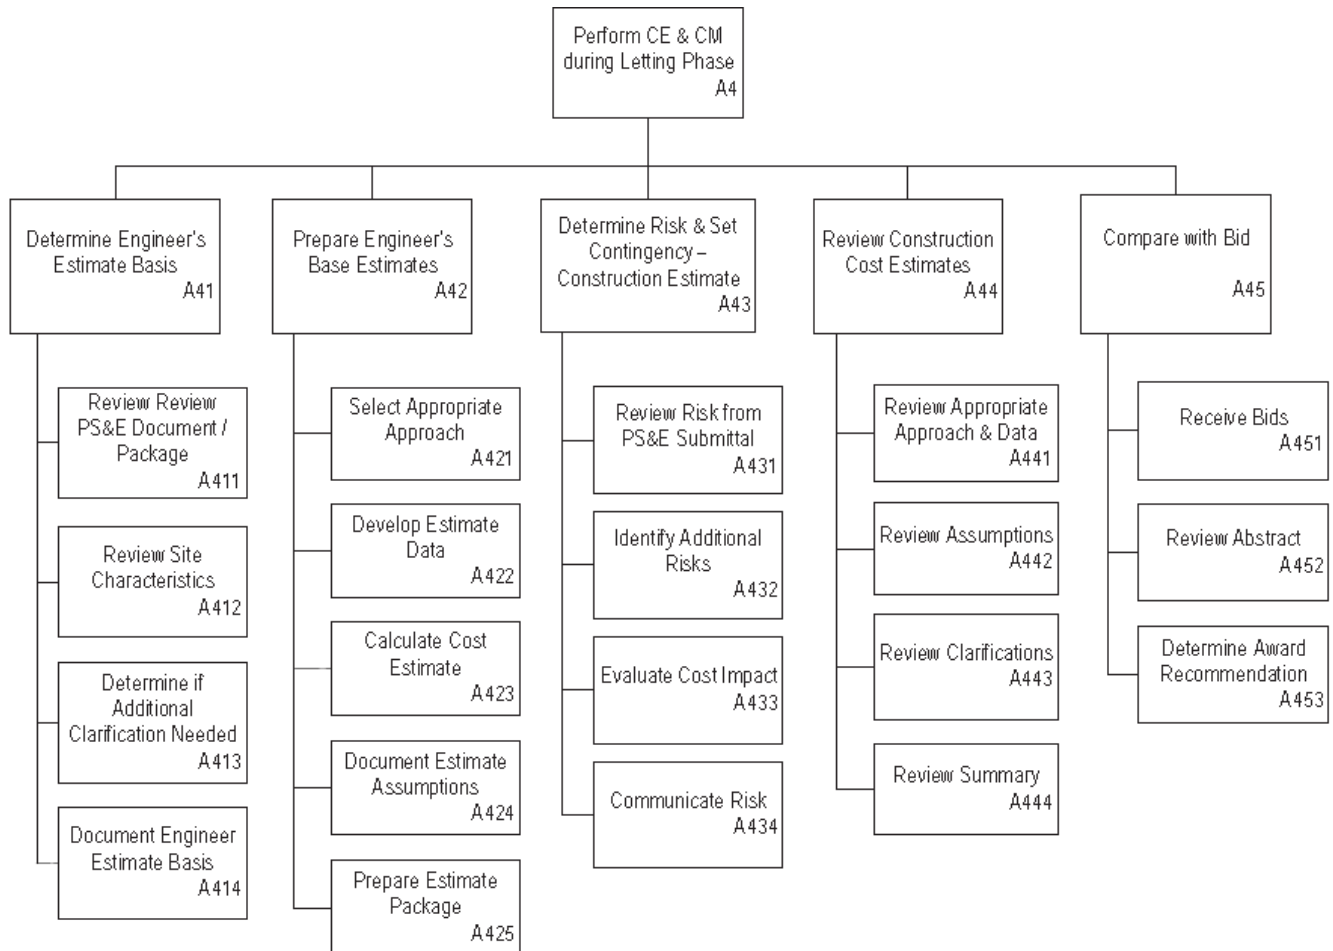 Perform CE & CM
during Letting Phase
A4
Determine Engineer's
Estimate Basis
A41
Prepare Engineer's
Base Estimates
A42
Determine Risk & Set
Contingency –
Construction Estimate
A43
Review Construction
Cost Estimates
A44
Compare with Bid
A45
Review Review
PS&E Document /
Package
A411
Review Site
Characteristics
A412
Determine if
Additional
Clarification Needed
A413
Document Engineer
Estimate Basis
A414
Select Appropriate
Approach
A421
Develop Estimate
Data
A422
Calculate Cost
Estimate
A423
Document Estimate
Assumptions
A424
Prepare Estimate
Package
A425
Review Risk from
PS&E Submittal
A431
Identify Additional
Risks
A432
Evaluate Cost Impact
A433
Communicate Risk
A434
Review Appropriate
Approach & Data
A441
Review Assumptions
A442
Review Clarifications
A443
Review Summary
A444
Receive Bids
A451
Review Abstract
A452
Determine Award
Recommendation
A453